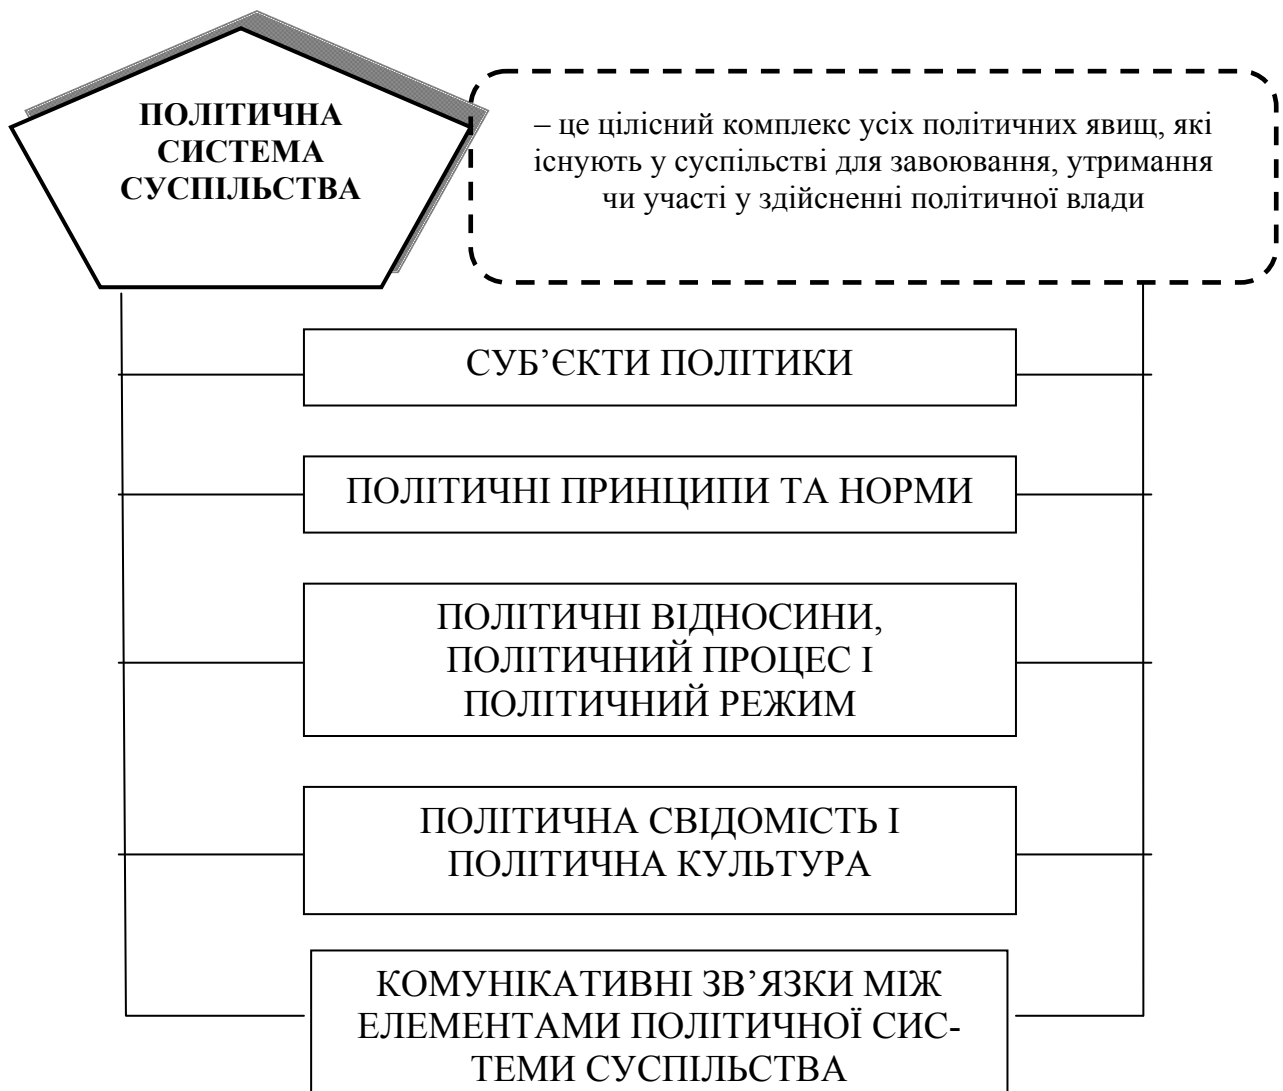 ПОЛІТИЧНА
СИСТЕМА
СУСПІЛЬСТВА
– це цілісний комплекс усіх політичних явищ, які
існують у суспільстві для завоювання, утримання
чи участі у здійсненні політичної влади
СУБ’ЄКТИ ПОЛІТИКИ
ПОЛІТИЧНІ ПРИНЦИПИ ТА НОРМИ
ПОЛІТИЧНІ ВІДНОСИНИ,
ПОЛІТИЧНИЙ ПРОЦЕС І
ПОЛІТИЧНИЙ РЕЖИМ
ПОЛІТИЧНА СВІДОМІСТЬ І
ПОЛІТИЧНА КУЛЬТУРА
КОМУНІКАТИВНІ ЗВ’ЯЗКИ МІЖ
ЕЛЕМЕНТАМИ ПОЛІТИЧНОЇ СИС-
ТЕМИ СУСПІЛЬСТВА